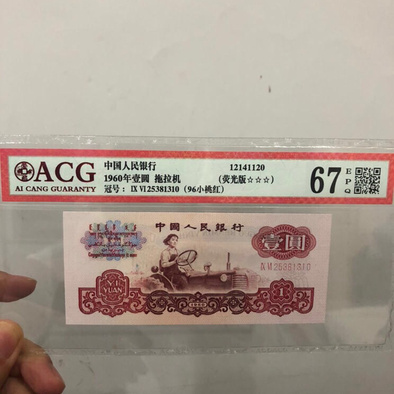 ACG
AI CANG GUARANTY
中国人民银行 12141120
1960年壹圆 拖拉机 (荧光版☆☆☆)
冠号: IX VI 25381310 (96小桃红)
67 EPQ
中国人民银行
壹圆
IX VI 25381310
YI YUAN
1
1960